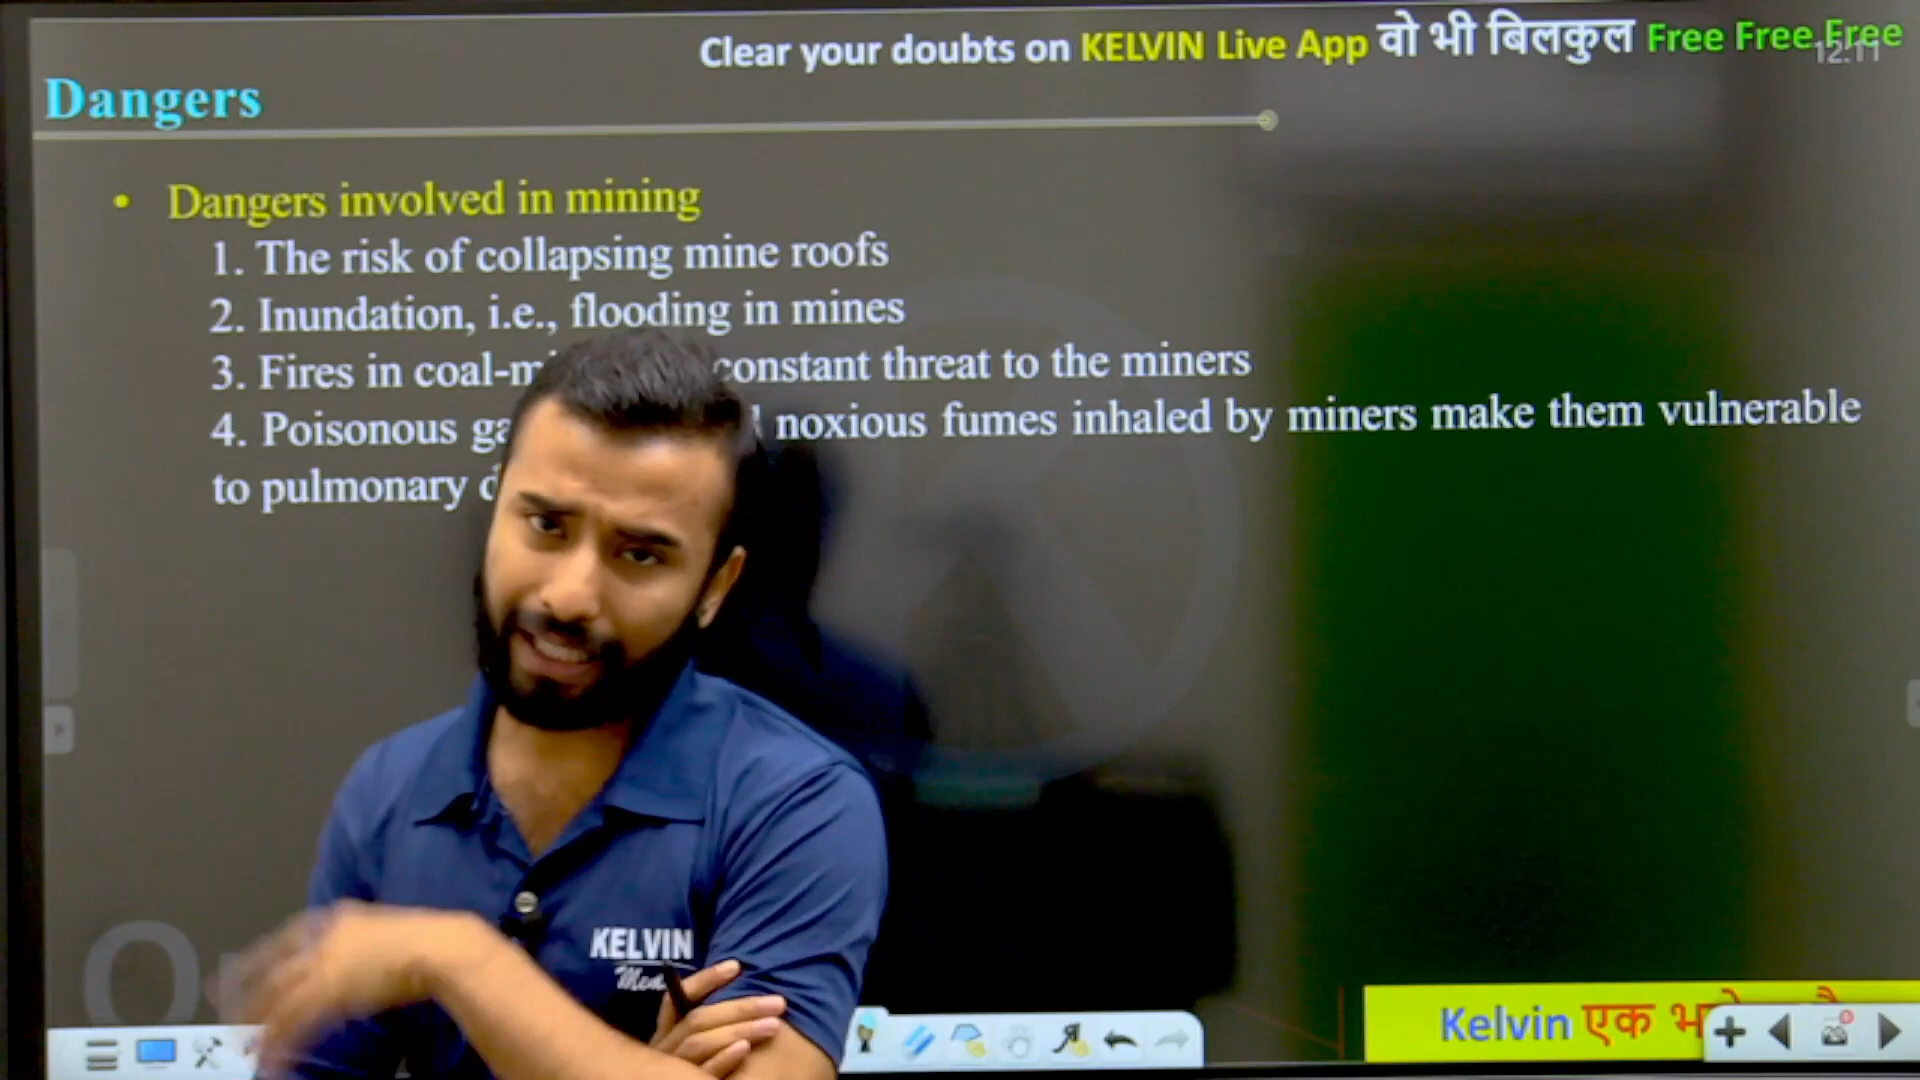 Clear your doubts on KELVIN Live App वो भी बिलकुल Free Free Free
12:11
Dangers
• Dangers involved in mining
1. The risk of collapsing mine roofs
2. Inundation, i.e., flooding in mines
3. Fires in coal-m constant threat to the miners
4. Poisonous noxious fumes inhaled by miners make them vulnerable
to pulmonary
KELVIN
Kelvin एक